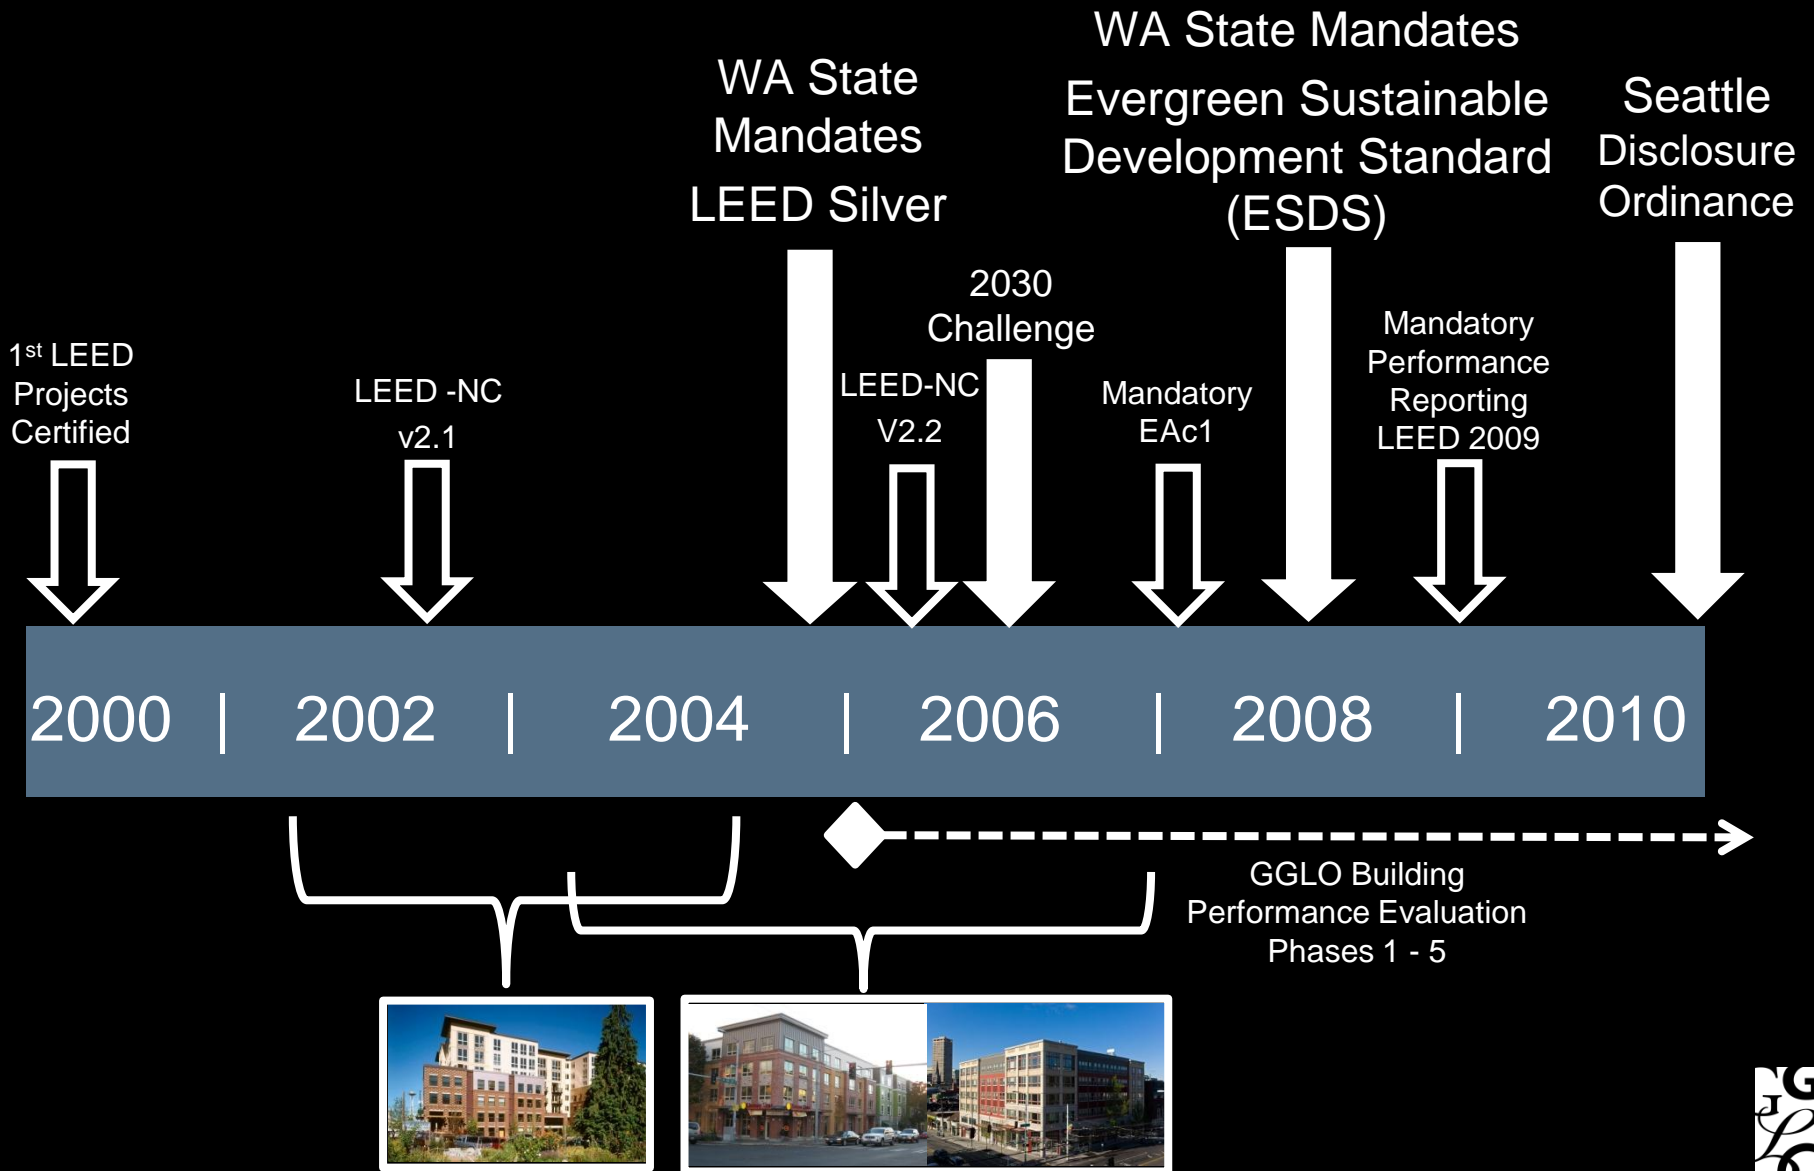 WA State
Mandates
LEED Silver
WA State Mandates
Evergreen Sustainable
Development Standard
(ESDS)
Seattle
Disclosure
Ordinance
1st LEED
Projects
Certified
LEED -NC
v2.1
LEED-NC
V2.2
2030
Challenge
Mandatory
EAc1
Mandatory
Performance
Reporting
LEED 2009
2000 | 2002 | 2004 | 2006 | 2008 | 2010
GGLO Building
Performance Evaluation
Phases 1 - 5